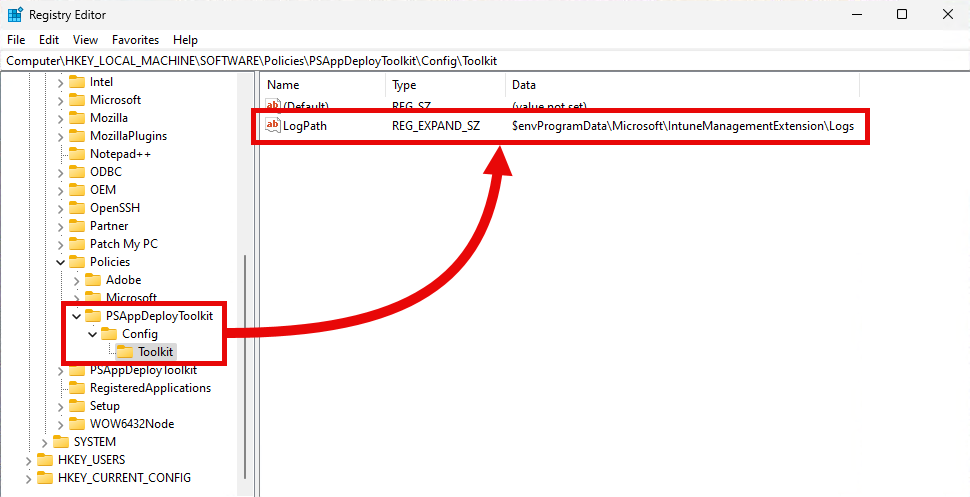 Registry Editor
File Edit View Favorites Help
Computer\HKEY_LOCAL_MACHINE\SOFTWARE\Policies\PSAppDeployToolkit\Config\Toolkit
Intel
Microsoft
Mozilla
MozillaPlugins
Notepad++
ODBC
OEM
OpenSSH
Partner
Patch My PC
Policies
Adobe
Microsoft
PSAppDeployToolkit
Config
Toolkit
PSAppDeployToolkit
RegisteredApplications
Setup
WOW6432Node
SYSTEM
HKEY_USERS
HKEY_CURRENT_CONFIG
Name Type Data
ab (Default) REG_SZ (value not set)
ab LogPath REG_EXPAND_SZ $envProgramData\Microsoft\IntuneManagementExtension\Logs